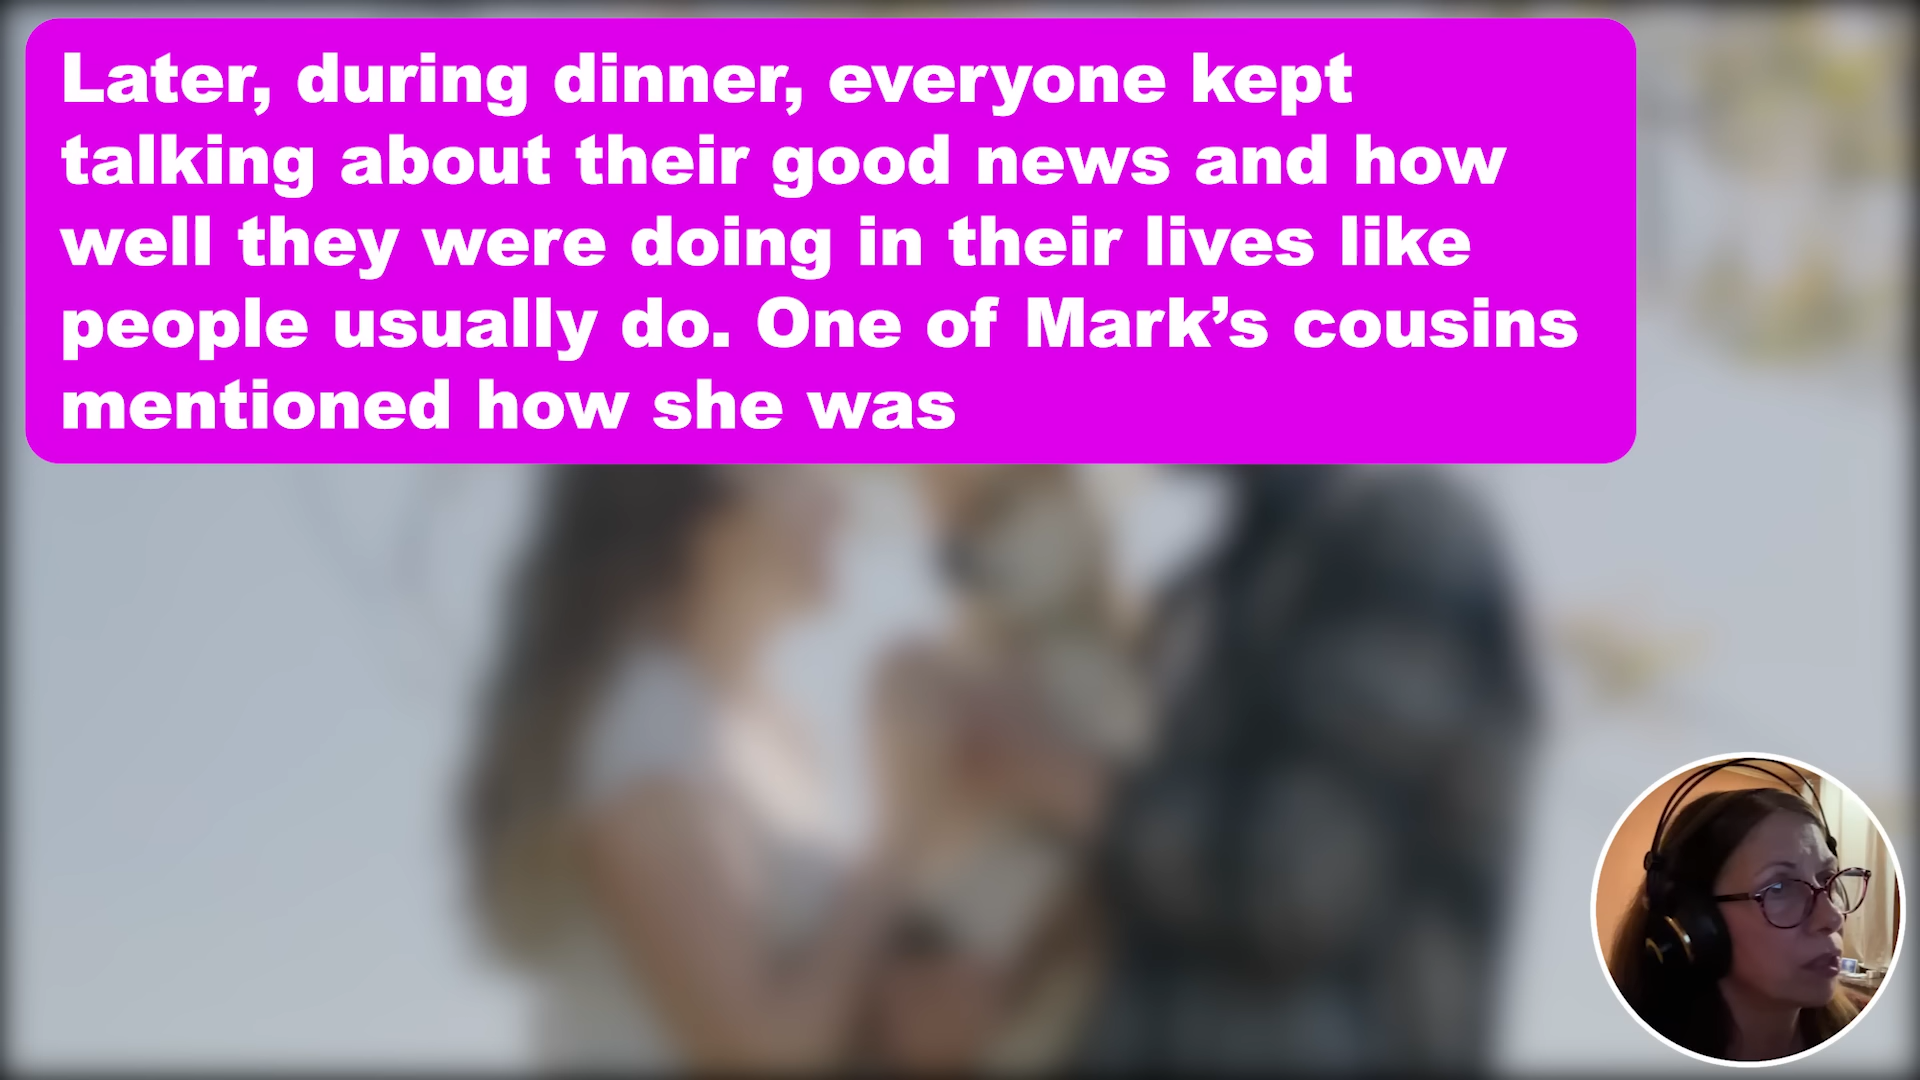 Later, during dinner, everyone kept
talking about their good news and how
well they were doing in their lives like
people usually do. One of Mark’s cousins
mentioned how she was